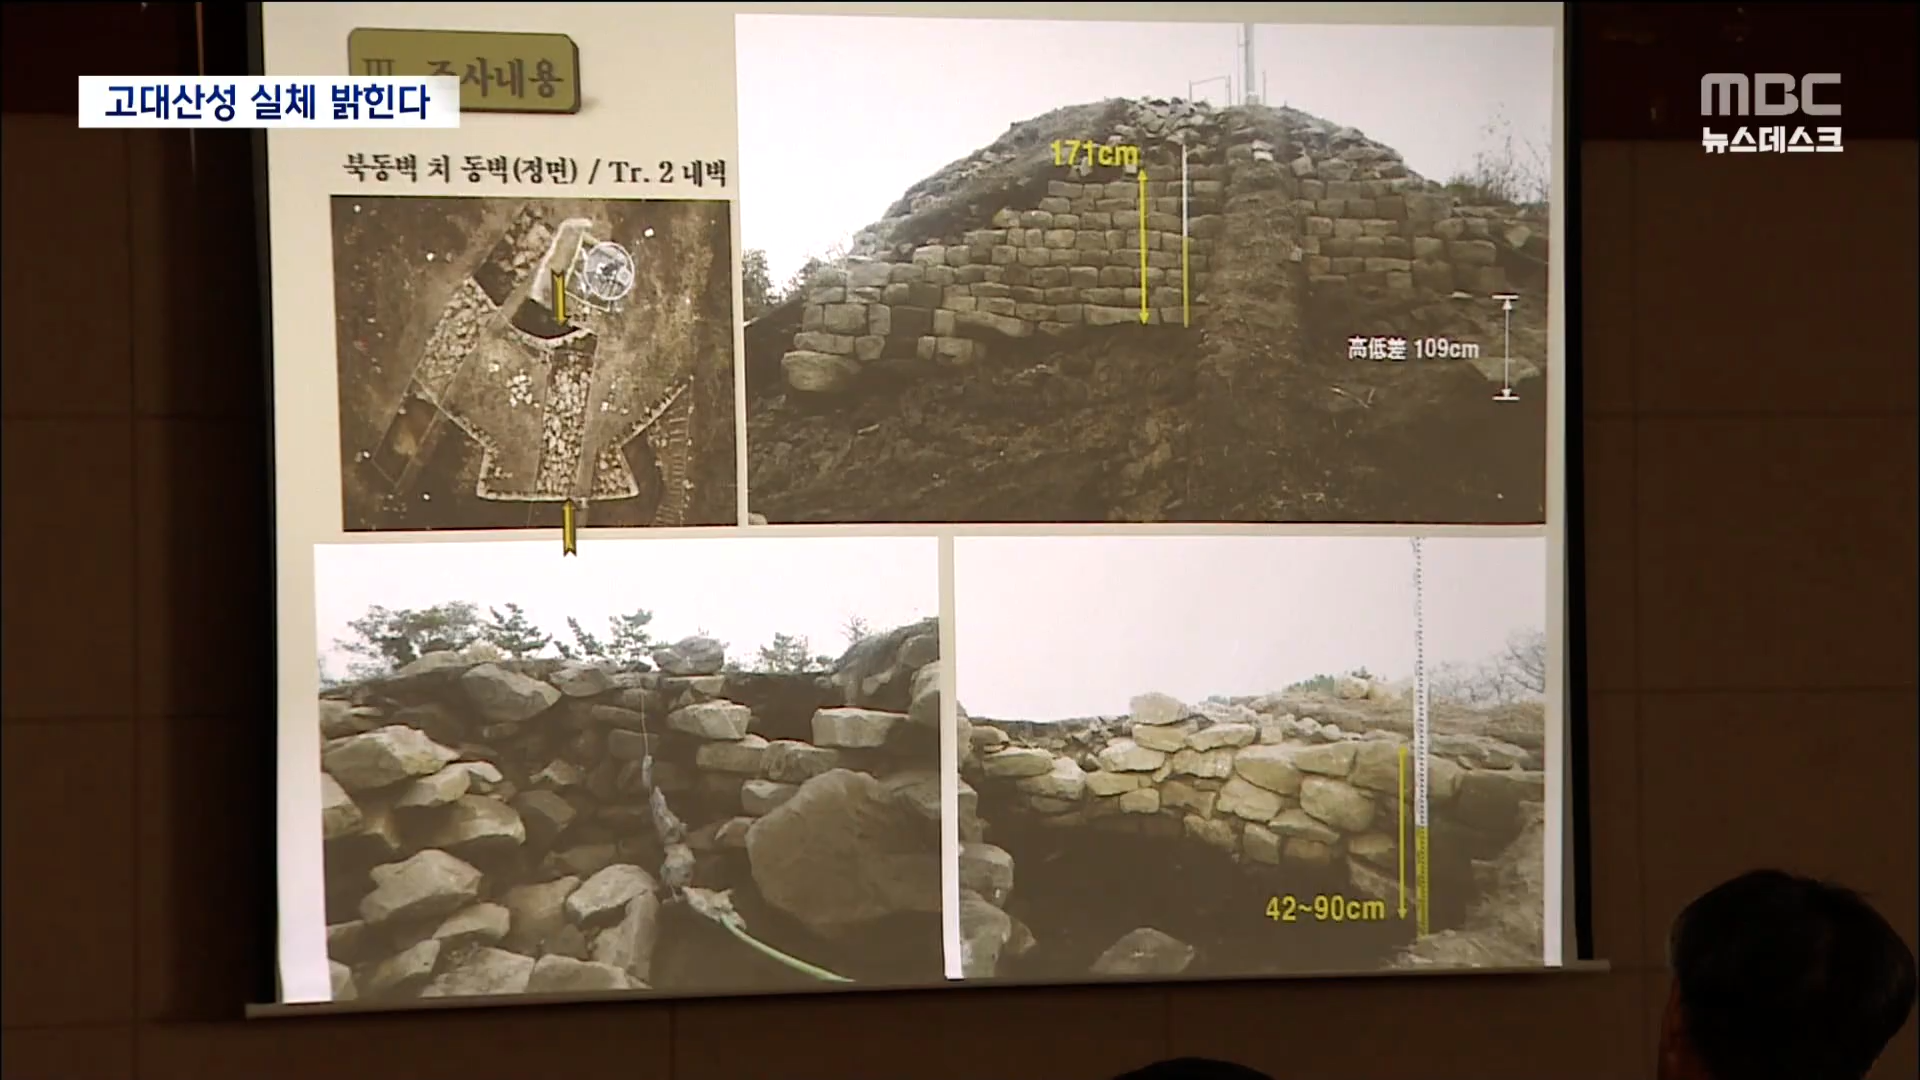 고대산성 실체 밝힌다
MBC
뉴스데스크
III. 조사내용
북동벽 치 동벽(정면) / Tr. 2 내벽
171cm
高低差 109cm
42~90cm